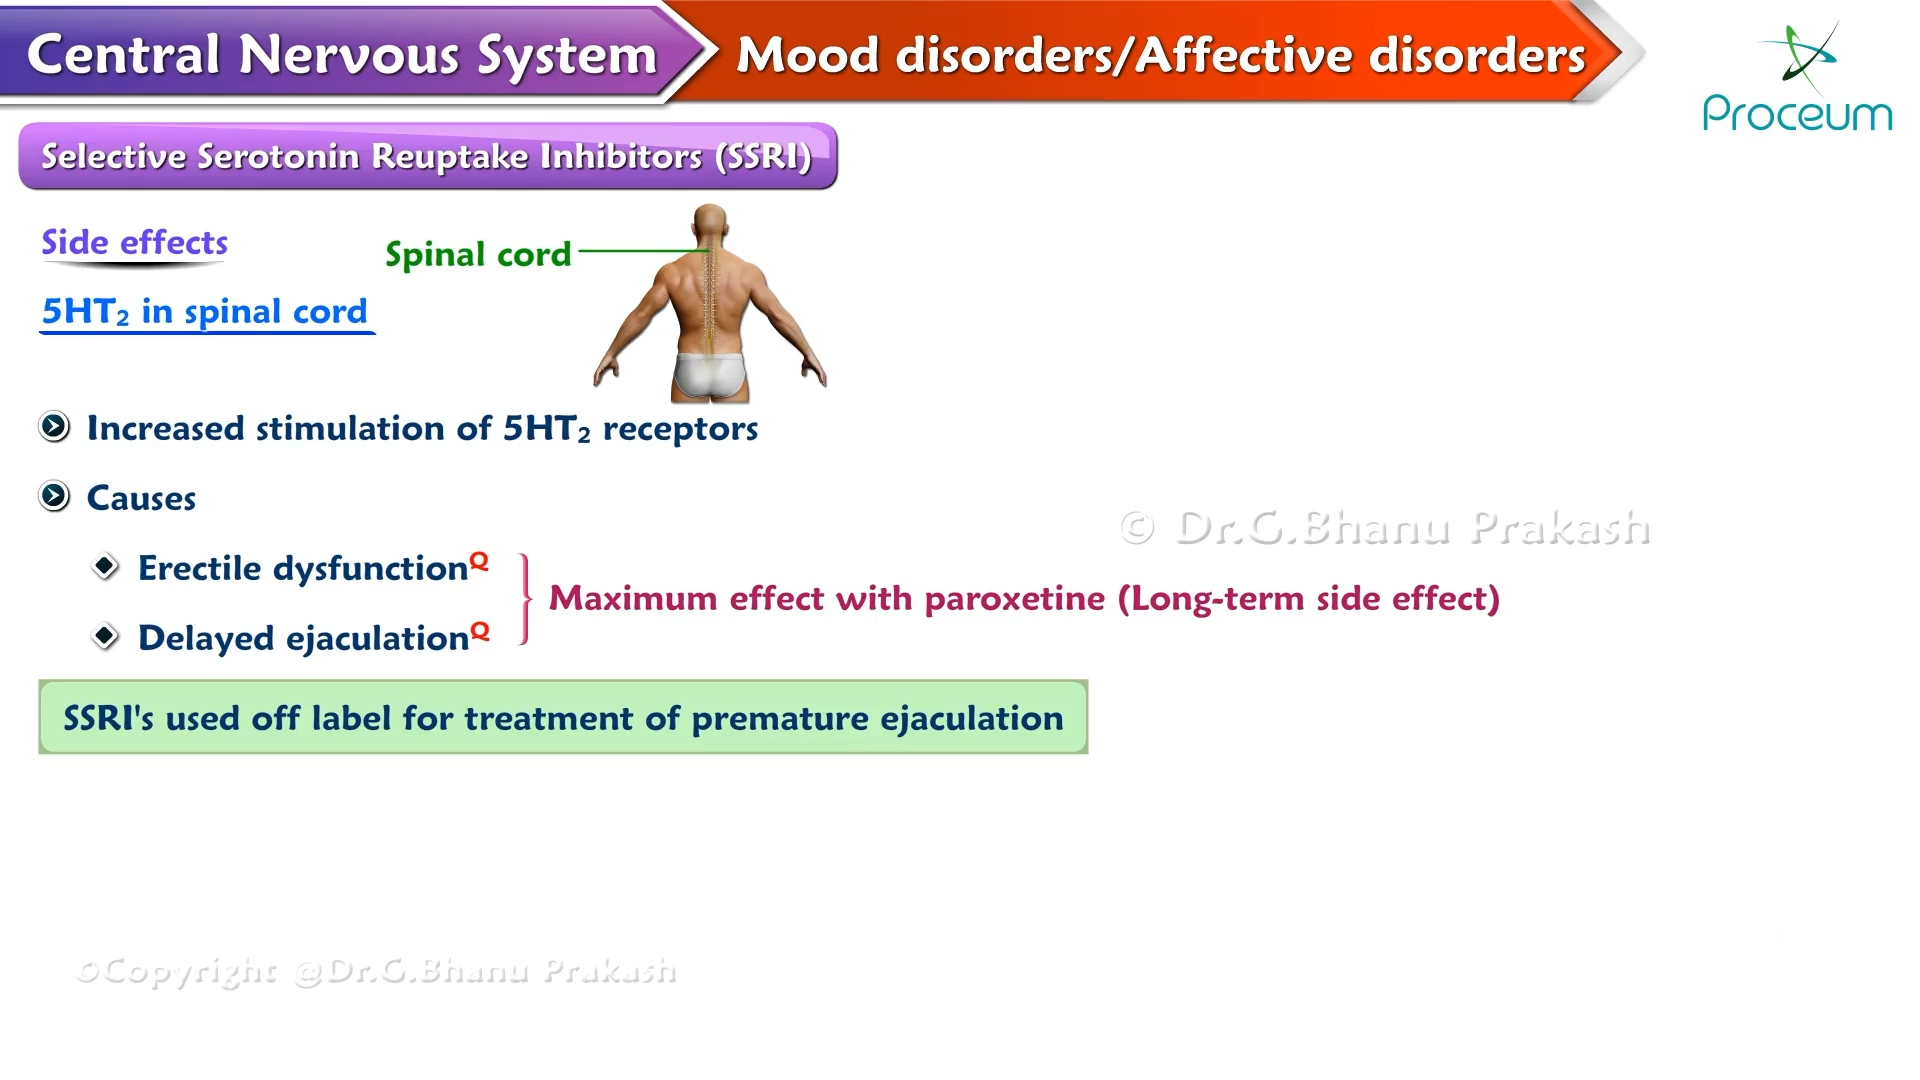 Central Nervous System
Mood disorders/Affective disorders
Proceum
Selective Serotonin Reuptake Inhibitors (SSRI)
Side effects
Spinal cord
5HT₂ in spinal cord
Increased stimulation of 5HT₂ receptors
Causes
© Dr.G.Bhanu Prakash
Erectile dysfunctionQ
Maximum effect with paroxetine (Long-term side effect)
Delayed ejaculationQ
SSRI's used off label for treatment of premature ejaculation
©Copyright @Dr.G.Bhanu Prakash